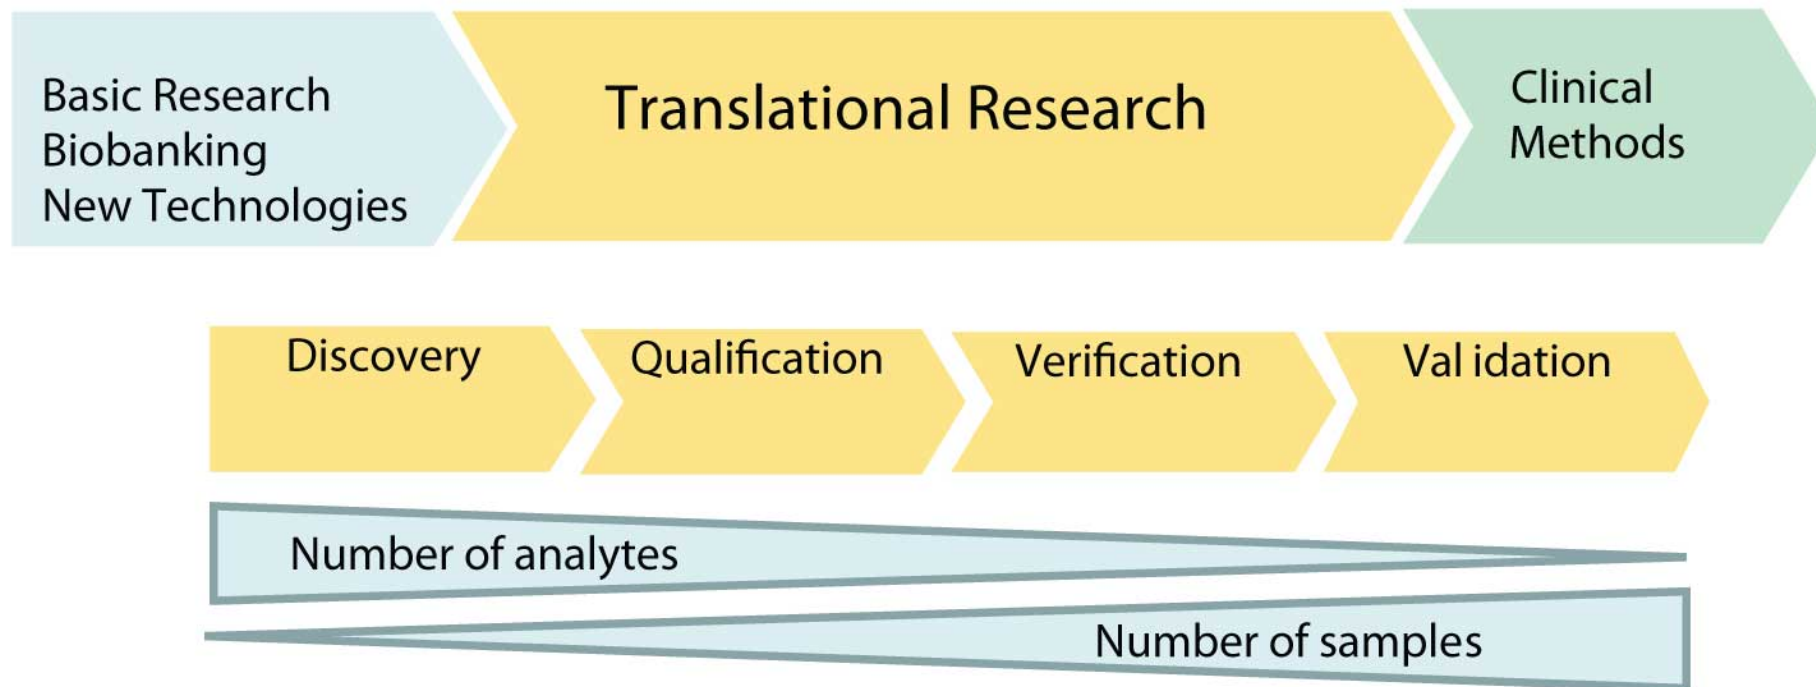 Basic Research
Biobanking
New Technologies
Translational Research
Clinical
Methods
Discovery
Qualification
Verification
Val idation
Number of analytes
Number of samples